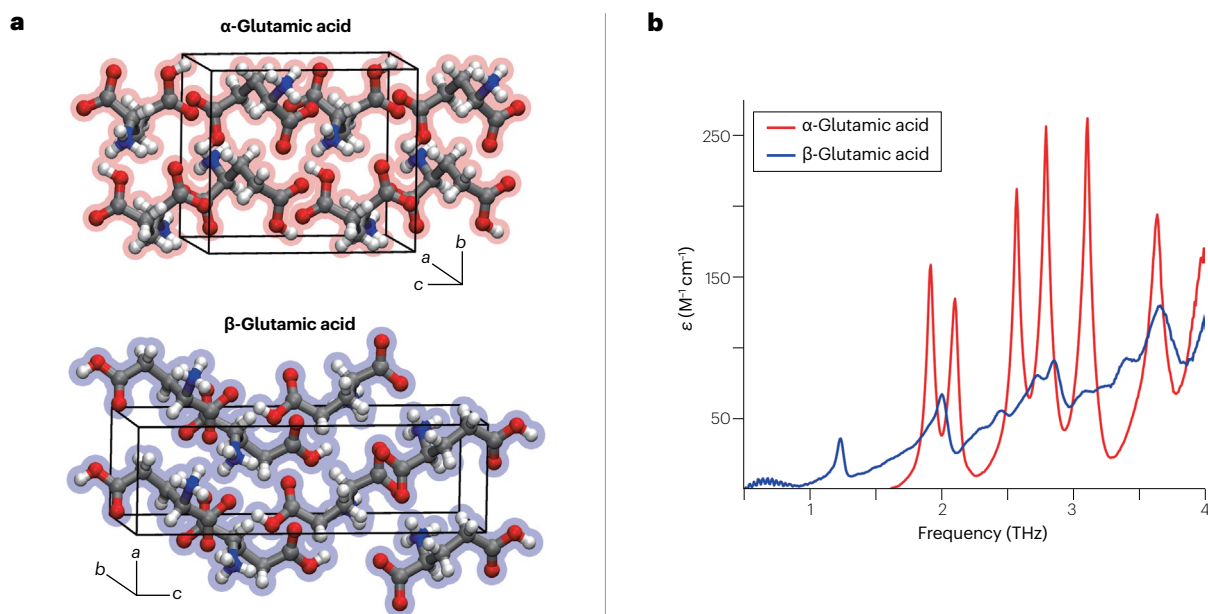 a
α-Glutamic acid
b
a
c
β-Glutamic acid
a
b
c
b
α-Glutamic acid
β-Glutamic acid
250
150
50
ε (M⁻¹ cm⁻¹)
1
2
3
4
Frequency (THz)